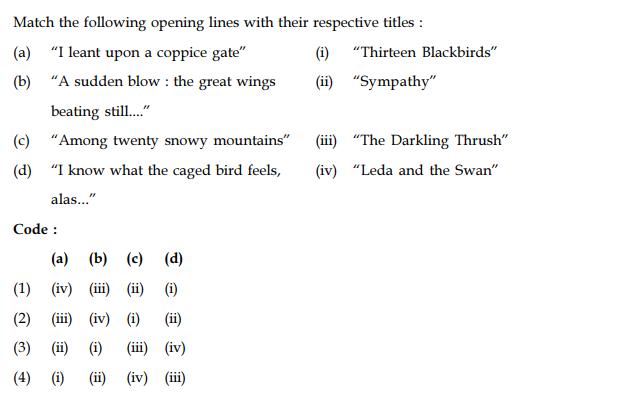 Match the following opening lines with their respective titles :
(a) “I leant upon a coppice gate” (i) “Thirteen Blackbirds”
(b) “A sudden blow : the great wings (ii) “Sympathy”
beating still....”
(c) “Among twenty snowy mountains” (iii) “The Darkling Thrush”
(d) “I know what the caged bird feels, (iv) “Leda and the Swan”
alas...”
Code :
(a) (b) (c) (d)
(1) (iv) (iii) (ii) (i)
(2) (iii) (iv) (i) (ii)
(3) (ii) (i) (iii) (iv)
(4) (i) (ii) (iv) (iii)